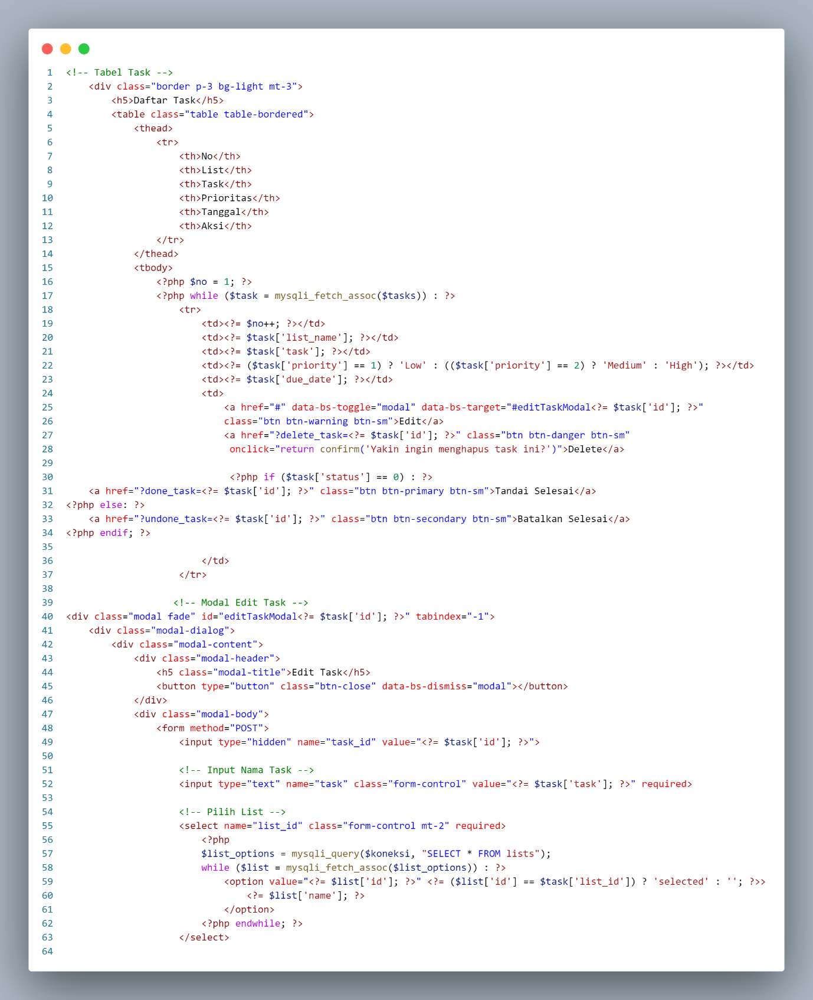 1 <!-- Tabel Task -->
2     <div class="border p-3 bg-light mt-3">
3         <h5>Daftar Task</h5>
4         <table class="table table-bordered">
5             <thead>
6                 <tr>
7                     <th>No</th>
8                     <th>List</th>
9                     <th>Task</th>
10                     <th>Prioritas</th>
11                     <th>Tanggal</th>
12                     <th>Aksi</th>
13                 </tr>
14             </thead>
15             <tbody>
16                 <?php $no = 1; ?>
17                 <?php while ($task = mysqli_fetch_assoc($tasks)) : ?>
18                     <tr>
19                         <td><?= $no++; ?></td>
20                         <td><?= $task['list_name']; ?></td>
21                         <td><?= $task['task']; ?></td>
22                         <td><?= ($task['priority'] == 1) ? 'Low' : (($task['priority'] == 2) ? 'Medium' : 'High'); ?></td>
23                         <td><?= $task['due_date']; ?></td>
24                         <td>
25                             <a href="#" data-bs-toggle="modal" data-bs-target="#editTaskModal<?= $task['id']; ?>"
26                             class="btn btn-warning btn-sm">Edit</a>
27                             <a href="?delete_task=<?= $task['id']; ?>" class="btn btn-danger btn-sm"
28                              onclick="return confirm('Yakin ingin menghapus task ini?')">Delete</a>
29
30                              <?php if ($task['status'] == 0) : ?>
31     <a href="?done_task=<?= $task['id']; ?>" class="btn btn-primary btn-sm">Tandai Selesai</a>
32 <?php else: ?>
33     <a href="?undone_task=<?= $task['id']; ?>" class="btn btn-secondary btn-sm">Batalkan Selesai</a>
34 <?php endif; ?>
35
36                         </td>
37                     </tr>
38
39                    <!-- Modal Edit Task -->
40 <div class="modal fade" id="editTaskModal<?= $task['id']; ?>" tabindex="-1">
41     <div class="modal-dialog">
42         <div class="modal-content">
43             <div class="modal-header">
44                 <h5 class="modal-title">Edit Task</h5>
45                 <button type="button" class="btn-close" data-bs-dismiss="modal"></button>
46             </div>
47             <div class="modal-body">
48                 <form method="POST">
49                     <input type="hidden" name="task_id" value="<?= $task['id']; ?>">
50
51                     <!-- Input Nama Task -->
52                     <input type="text" name="task" class="form-control" value="<?= $task['task']; ?>" required>
53
54                     <!-- Pilih List -->
55                     <select name="list_id" class="form-control mt-2" required>
56                         <?php
57                         $list_options = mysqli_query($koneksi, "SELECT * FROM lists");
58                         while ($list = mysqli_fetch_assoc($list_options)) : ?>
59                             <option value="<?= $list['id']; ?>" <?= ($list['id'] == $task['list_id']) ? 'selected' : ''; ?>>
60                                 <?= $list['name']; ?>
61                             </option>
62                         <?php endwhile; ?>
63                     </select>
64